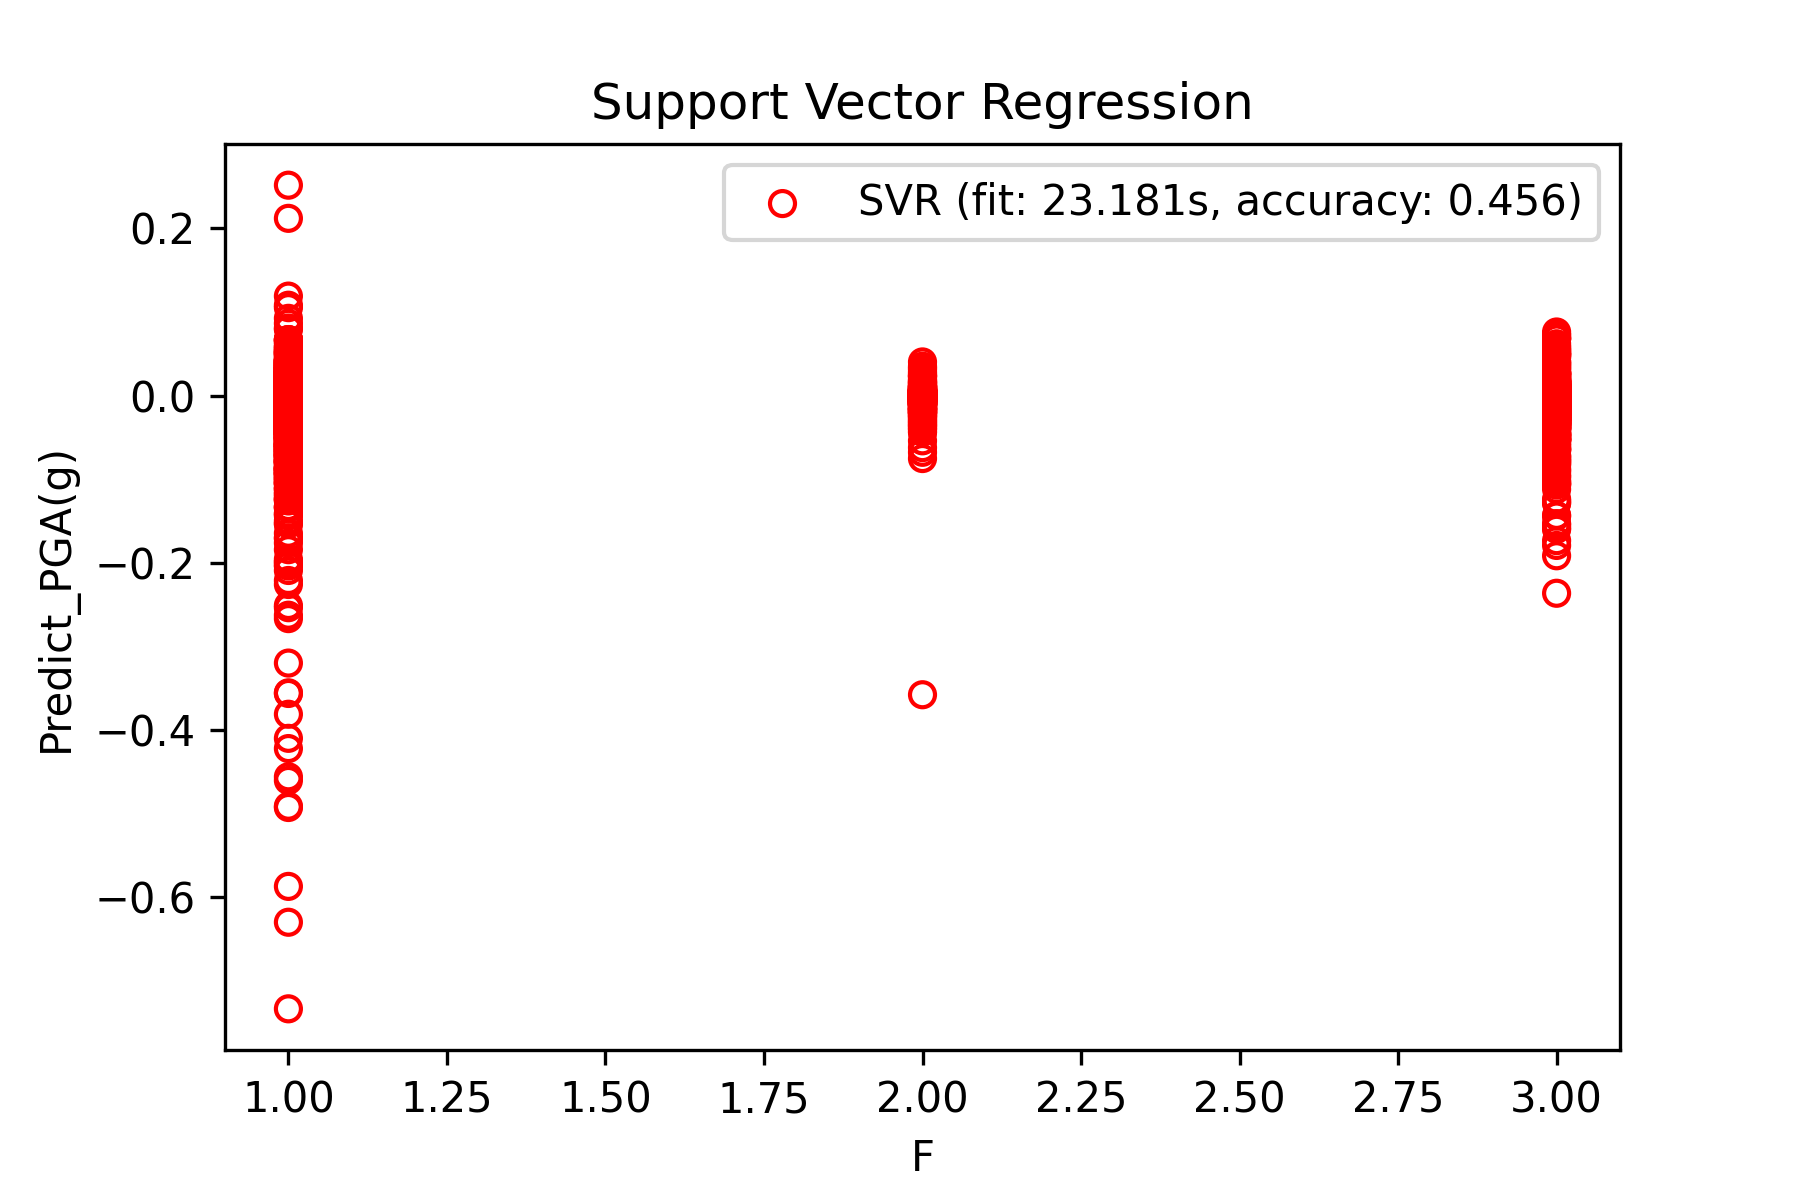 Support Vector Regression
SVR (fit: 23.181s, accuracy: 0.456)
0.2
0.0
−0.2
−0.4
−0.6
Predict_PGA(g)
1.00 1.25 1.50 1.75 2.00 2.25 2.50 2.75 3.00
F